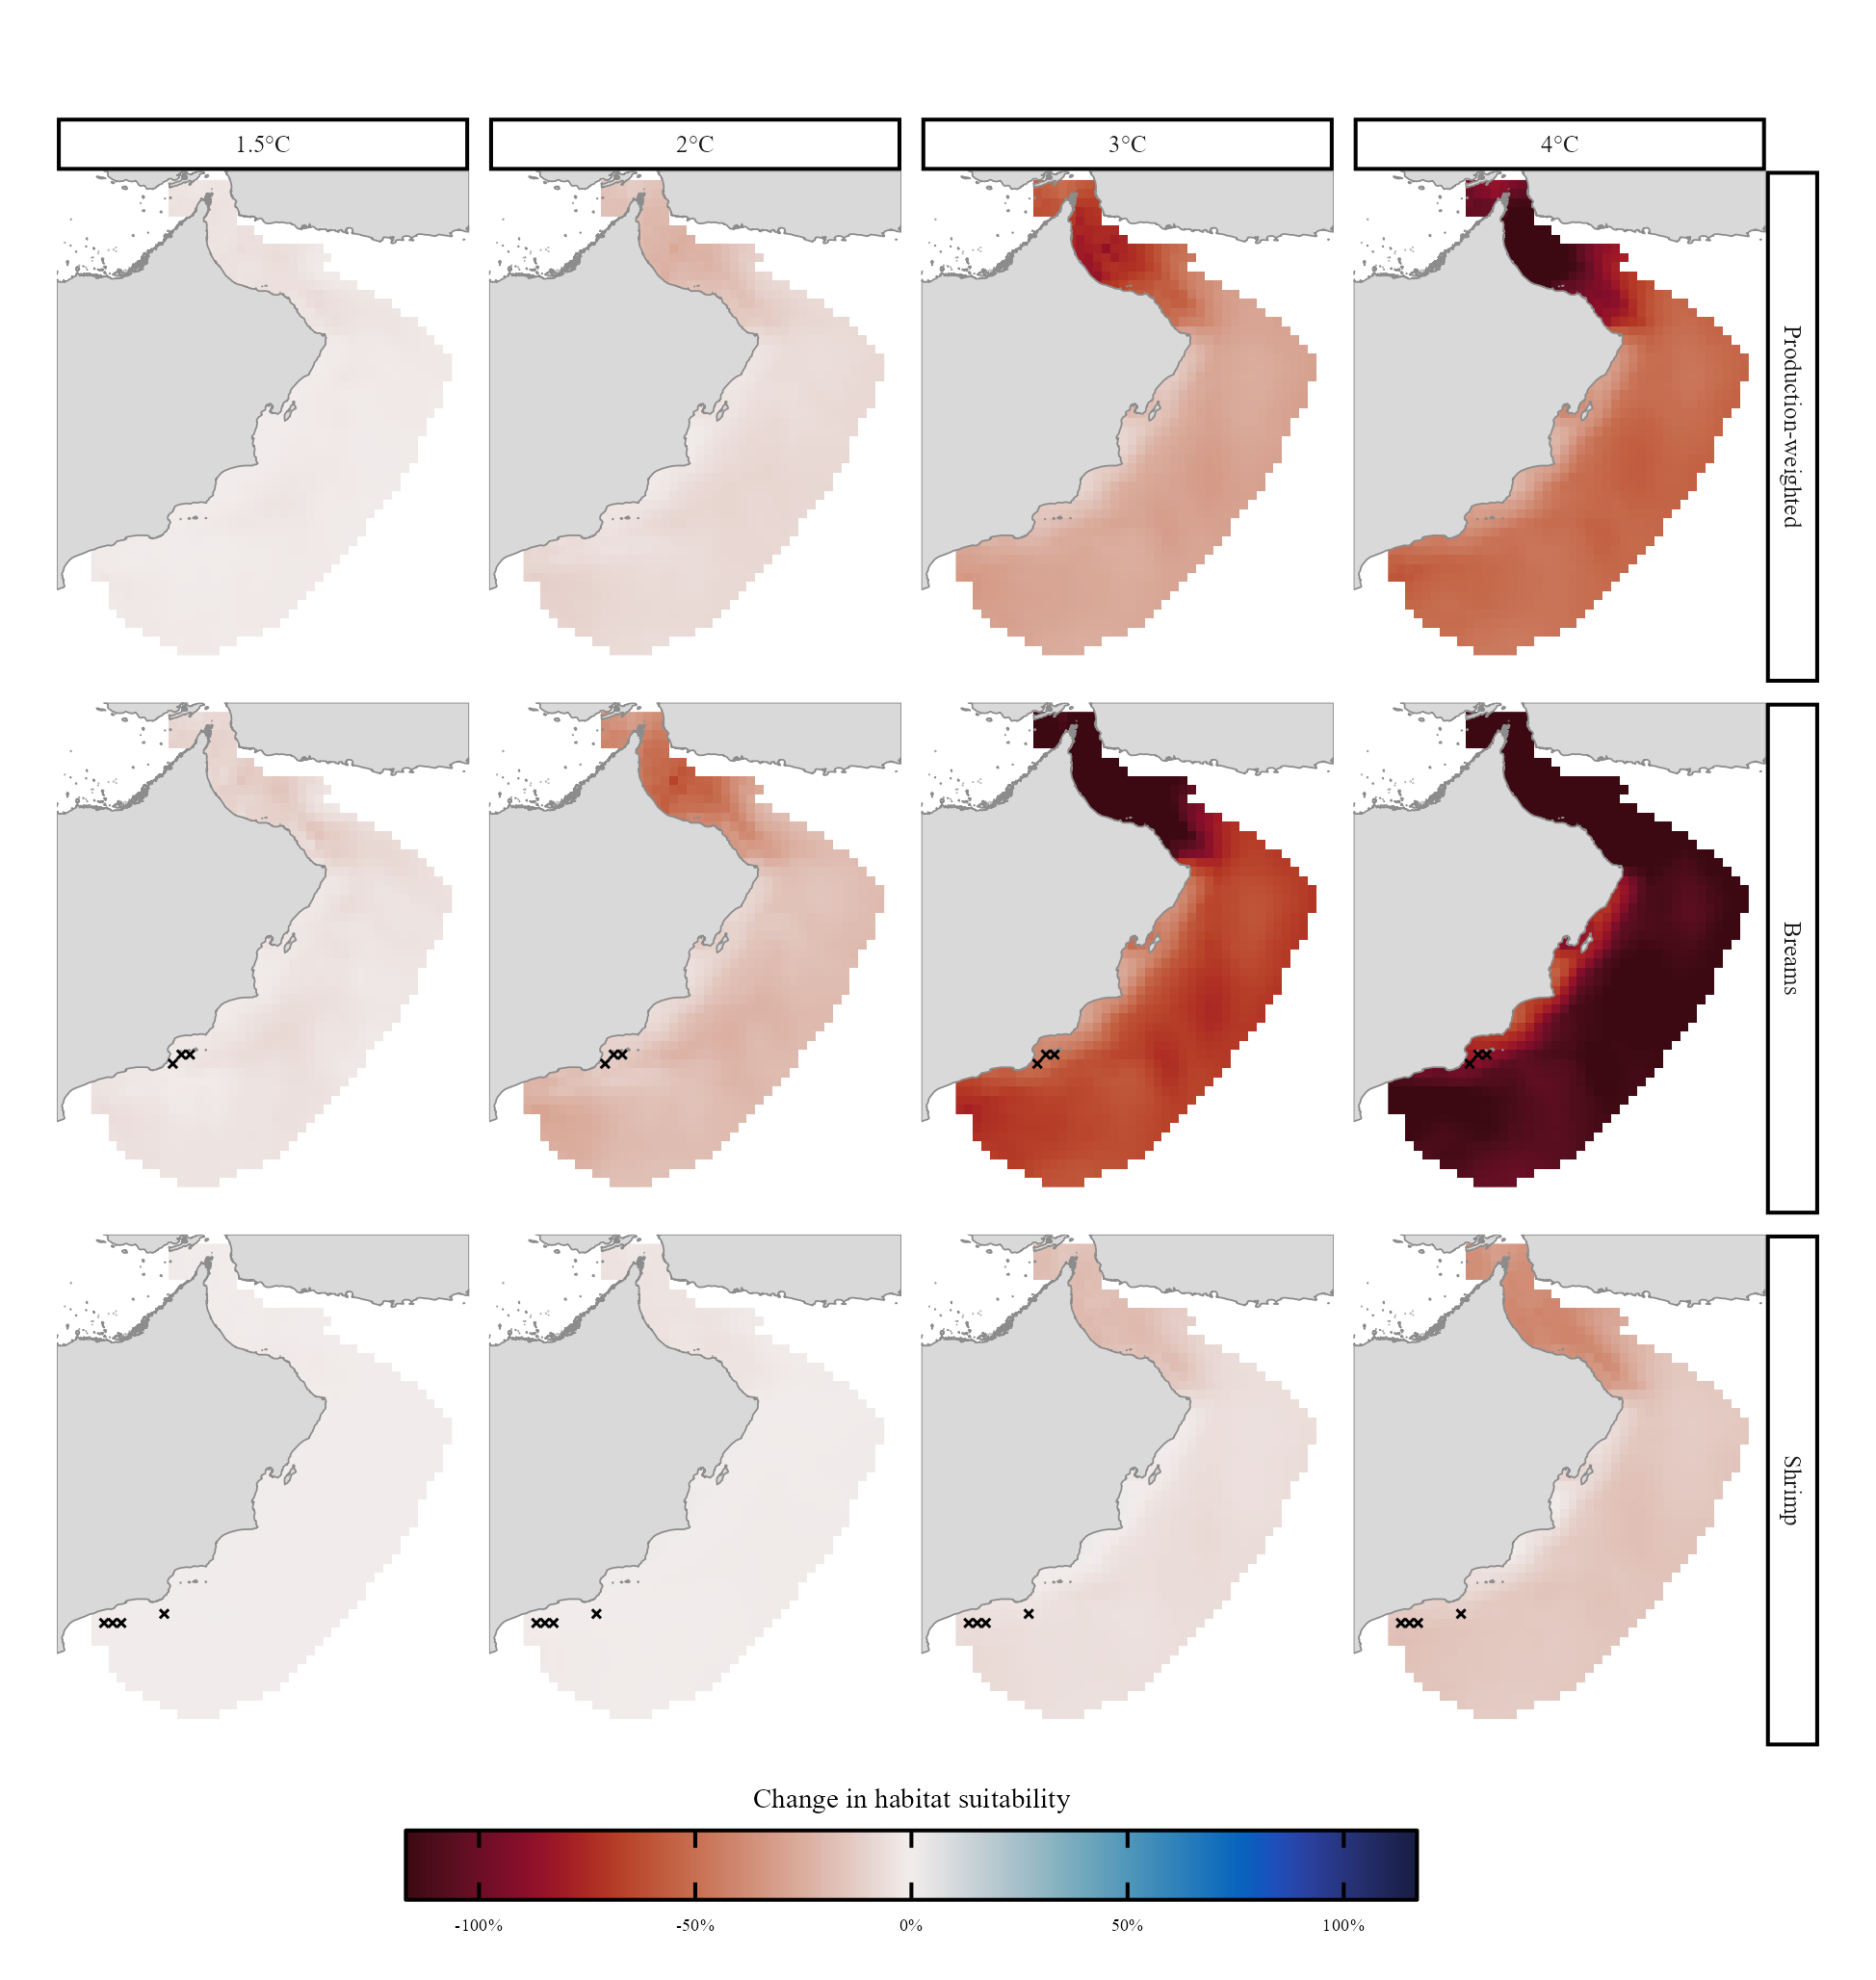 1.5°C
2°C
3°C
4°C
Production-weighted
Breams
Shrimp
Change in habitat suitability
-100%
-50%
0%
50%
100%